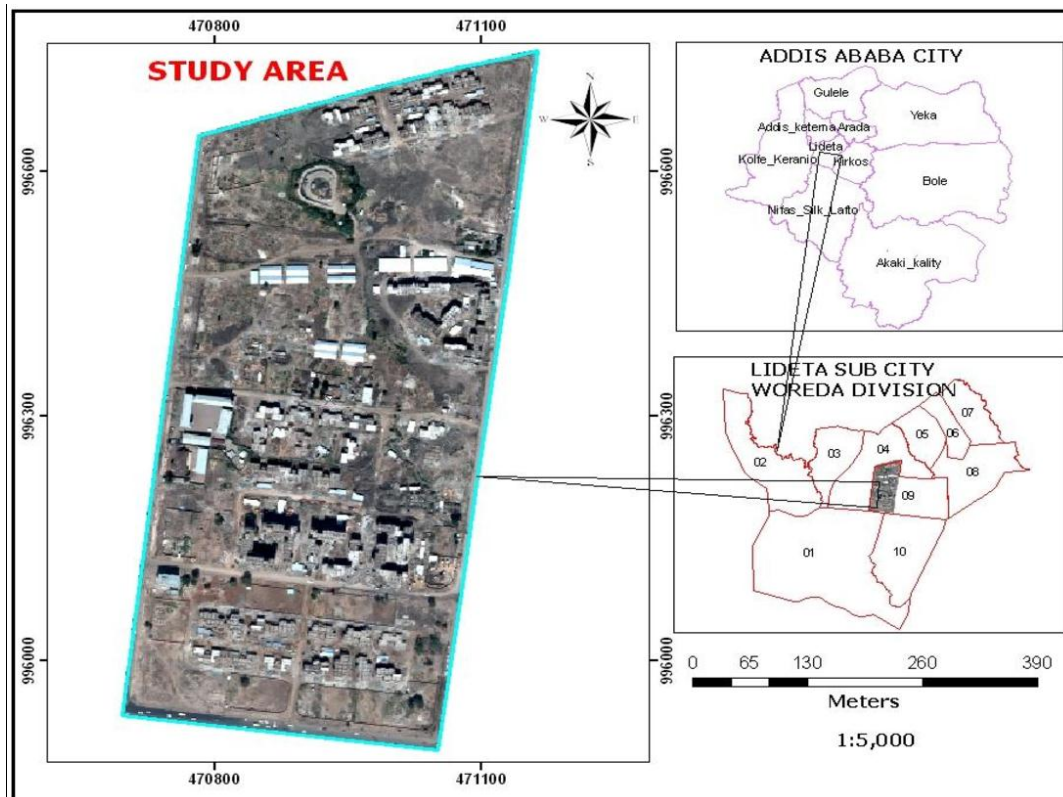 470800 471100
STUDY AREA
N
W E
S
996600 996600
996300 996300
996000 996000
470800 471100
ADDIS ABABA CITY
Gulele
Yeka
Addis_ketema
Arada
Lideta
Kolfe_Keranio
Kirkos
Bole
Nifas_Silk_Lafto
Akaki_kality
LIDETA SUB CITY
WOREDA DIVISION
07
05
06
04
03
02
08
09
01
10
0 65 130 260 390
Meters
1:5,000